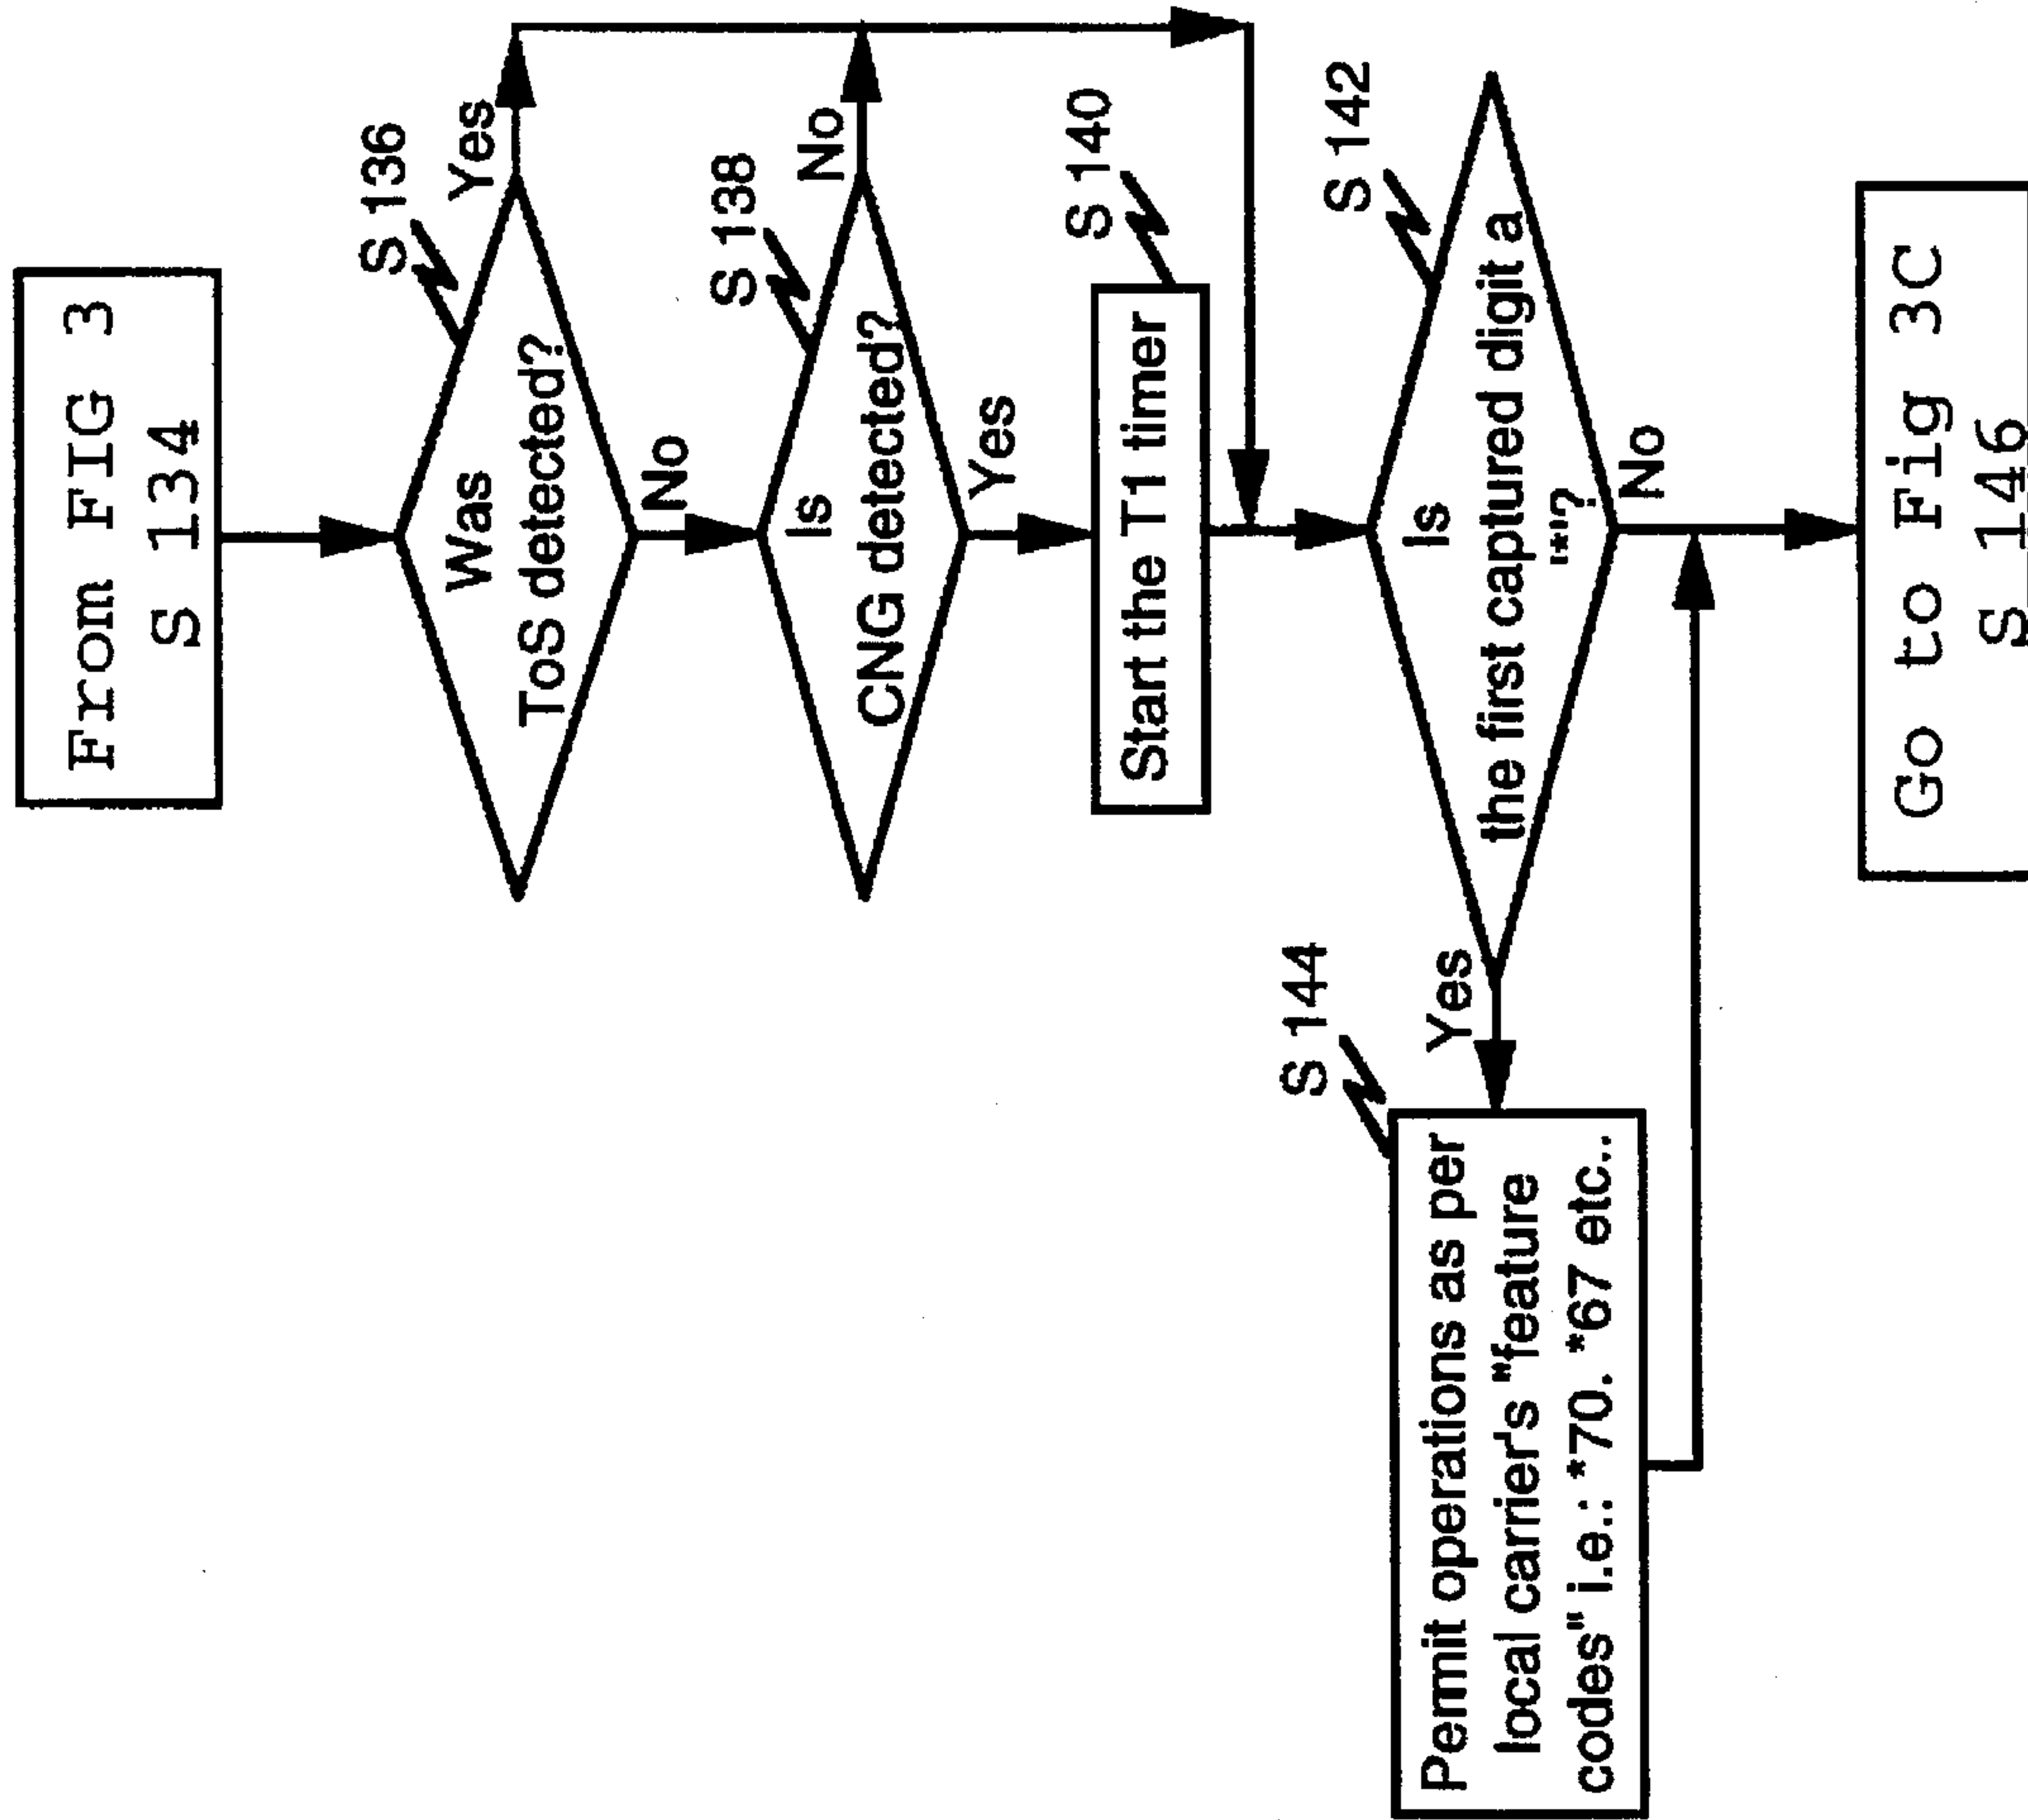 From FIG 3
S 134
S 136
Was
ToS detected?
Yes
No
S 138
Is
CNG detected?
No
Yes
S 140
Start the T1 timer
S 142
Is
the first captured digit a
"*"?
Yes
No
S 144
Permit operations as per
local carrier's "feature
codes" i.e.: *70. *67 etc..
Go to Fig 3C
S 146